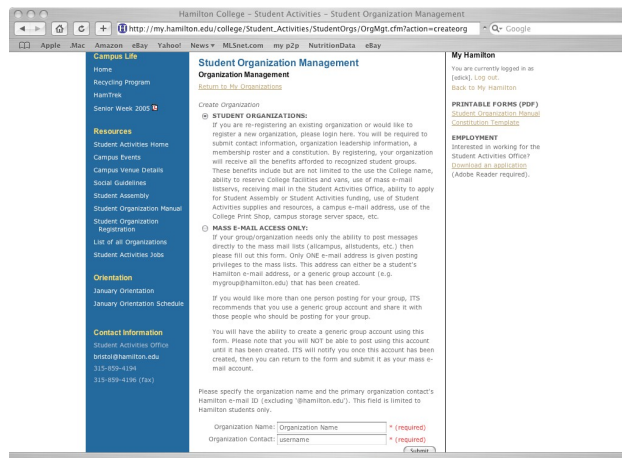 Hamilton College – Student Activities – Student Organization Management
http://my.hamilton.edu/college/Student_Activities/StudentOrgs/OrgMgt.cfm?action=createorg
Google
Apple .Mac Amazon eBay Yahoo! News MLSnet.com my p2p NutritionData eBay
Campus Life
Home
Recycling Program
HamTrek
Senior Week 2005
Resources
Student Activities Home
Campus Events
Campus Venue Details
Social Guidelines
Student Assembly
Student Organization Manual
Student Organization
Registration
List of all Organizations
Student Activities Jobs
Orientation
January Orientation
January Orientation Schedule
Contact Information
Student Activities Office
bristol@hamilton.edu
315-859-4194
315-859-4196 (fax)
Student Organization Management
Organization Management
Return to My Organizations
Create Organization
STUDENT ORGANIZATIONS:
If you are re-registering an existing organization or would like to
register a new organization, please login here. You will be required to
submit contact information, organization leadership information, a
membership roster and a constitution. By registering, your organization
will receive all the benefits afforded to recognized student groups.
These benefits include but are not limited to the use the College name,
ability to reserve College facilities and vans, use of mass e-mail
listservs, receiving mail in the Student Activities Office, ability to apply
for Student Assembly or Student Activities funding, use of Student
Activities supplies and resources, a campus e-mail address, use of the
College Print Shop, campus storage server space, etc.
MASS E-MAIL ACCESS ONLY:
If your group/organization needs only the ability to post messages
directly to the mass mail lists (allcampus, allstudents, etc.) then
please fill out this form. Only ONE e-mail address is given posting
privileges to the mass lists. This address can either be a student's
Hamilton e-mail address, or a generic group account (e.g.
mygroup@hamilton.edu) that has been created.
If you would like more than one person posting for your group, ITS
recommends that you use a generic group account and share it with
those people who should be posting for your group.
You will have the ability to create a generic group account using this
form. Please note that you will NOT be able to post using this account
until it has been created. ITS will notify you once this account has been
created, then you can return to the form and submit it as your mass e-
mail account.
Please specify the organization name and the primary organization contact's
Hamilton e-mail ID (excluding '@hamilton.edu'). This field is limited to
Hamilton students only.
Organization Name: Organization Name * (required)
Organization Contact: username * (required)
Submit
My Hamilton
You are currently logged in as
[edick]. Log out.
Back to My Hamilton
PRINTABLE FORMS (PDF)
Student Organization Manual
Constitution Template
EMPLOYMENT
Interested in working for the
Student Activities Office?
Download an application
(Adobe Reader required).